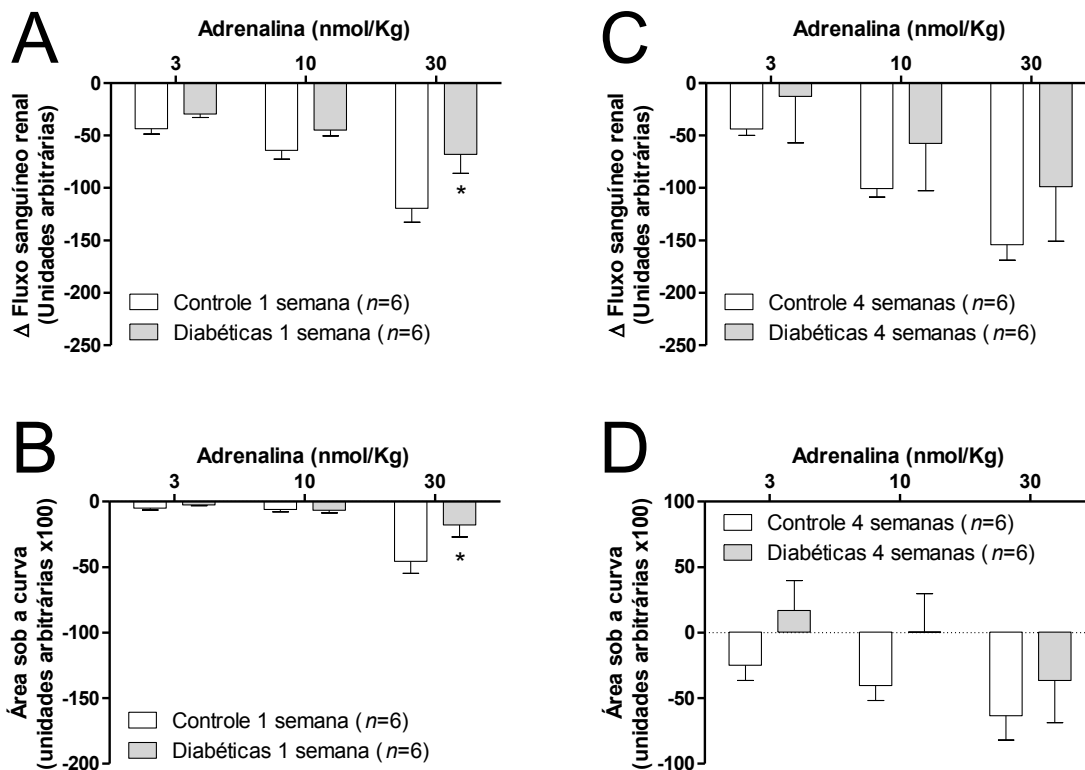 A
Adrenalina (nmol/Kg)
3 10 30
0
-50
-100
-150
-200
-250
Δ Fluxo sanguíneo renal
(Unidades arbitrárias)
*
Controle 1 semana (n=6)
Diabéticas 1 semana (n=6)
C
Adrenalina (nmol/Kg)
3 10 30
0
-50
-100
-150
-200
-250
Δ Fluxo sanguíneo renal
(Unidades arbitrárias)
Controle 4 semanas (n=6)
Diabéticas 4 semanas (n=6)
B
Adrenalina (nmol/Kg)
3 10 30
0
-50
-100
-150
-200
Área sob a curva
(unidades arbitrárias x100)
*
Controle 1 semana (n=6)
Diabéticas 1 semana (n=6)
D
Adrenalina (nmol/Kg)
3 10 30
100
50
0
-50
-100
Área sob a curva
(unidades arbitrárias x100)
Controle 4 semanas (n=6)
Diabéticas 4 semanas (n=6)